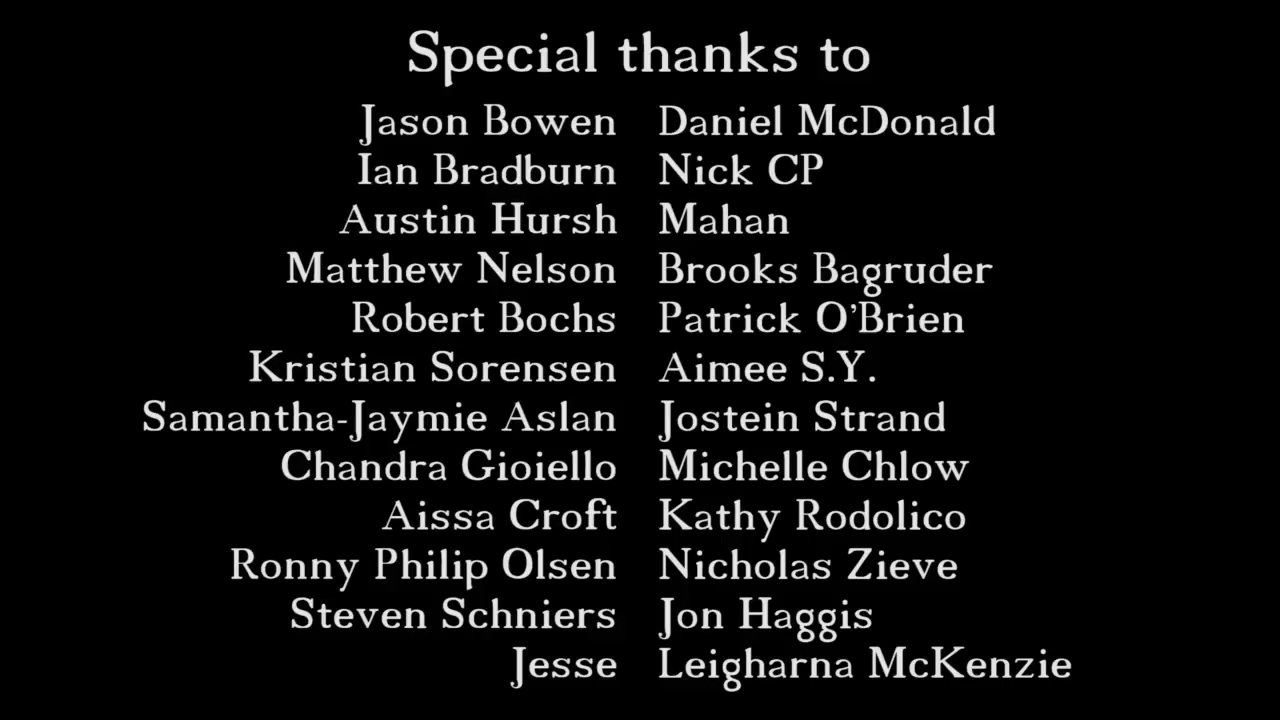 Special thanks to
Jason Bowen Daniel McDonald
Ian Bradburn Nick CP
Austin Hursh Mahan
Matthew Nelson Brooks Bagruder
Robert Bochs Patrick O'Brien
Kristian Sorensen Aimee S.Y.
Samantha-Jaymie Aslan Jostein Strand
Chandra Gioiello Michelle Chlow
Aissa Croft Kathy Rodolico
Ronny Philip Olsen Nicholas Zieve
Steven Schniers Jon Haggis
Jesse Leigharna McKenzie